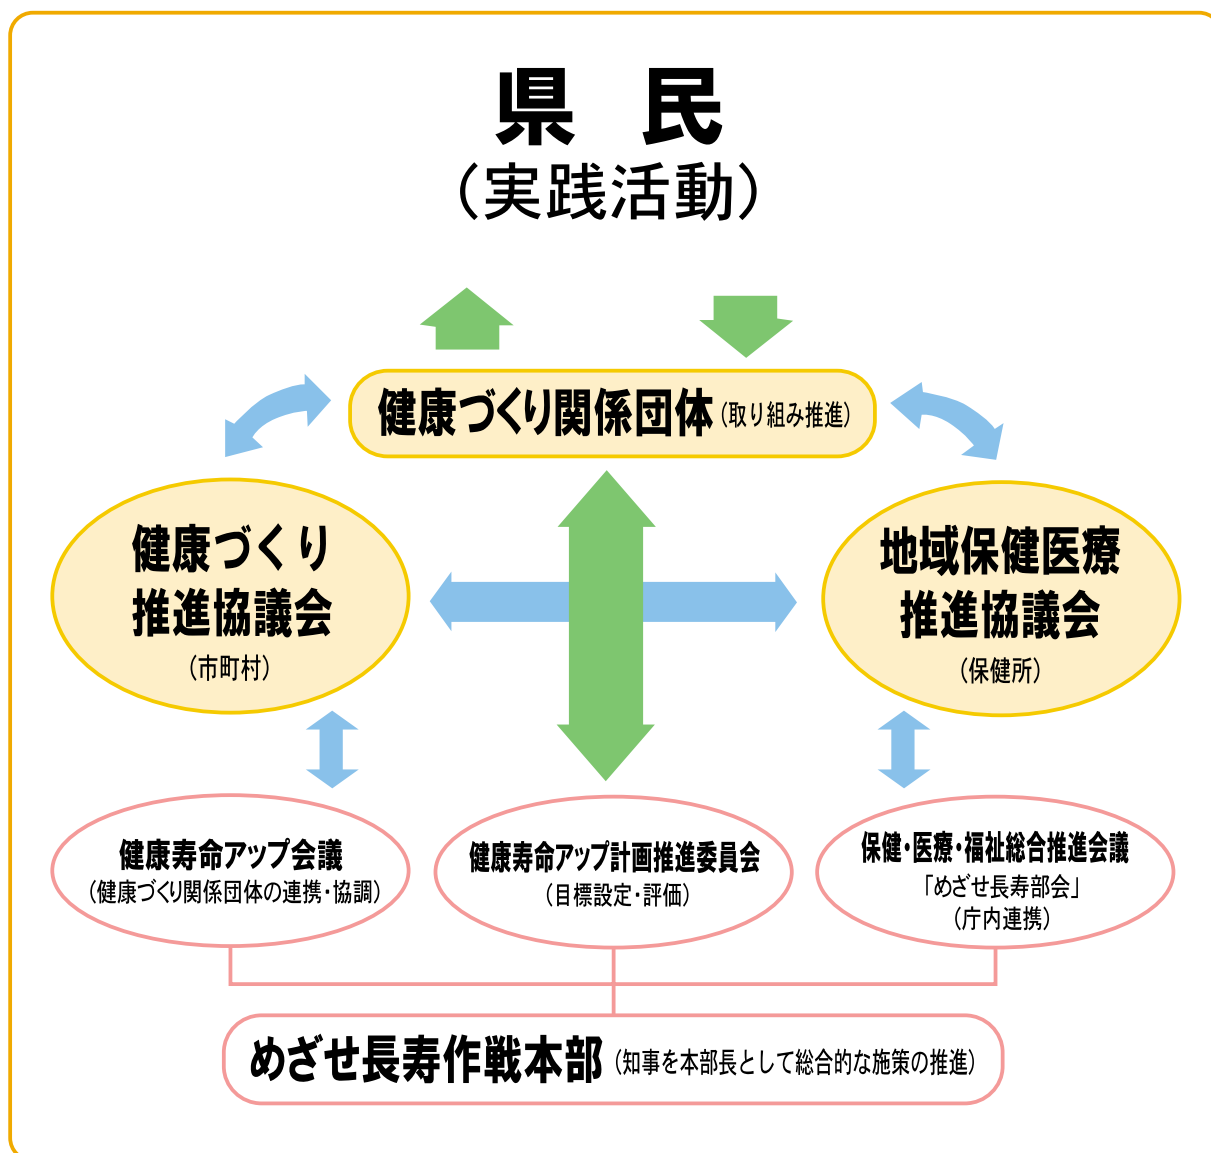 県 民
（実践活動）
健康づくり関係団体（取り組み推進）
健康づくり
推進協議会
（市町村）
地域保健医療
推進協議会
（保健所）
健康寿命アップ会議
（健康づくり関係団体の連携・協調）
健康寿命アップ計画推進委員会
（目標設定・評価）
保健・医療・福祉総合推進会議
「めざせ長寿部会」
（庁内連携）
めざせ長寿作戦本部（知事を本部長として総合的な施策の推進）